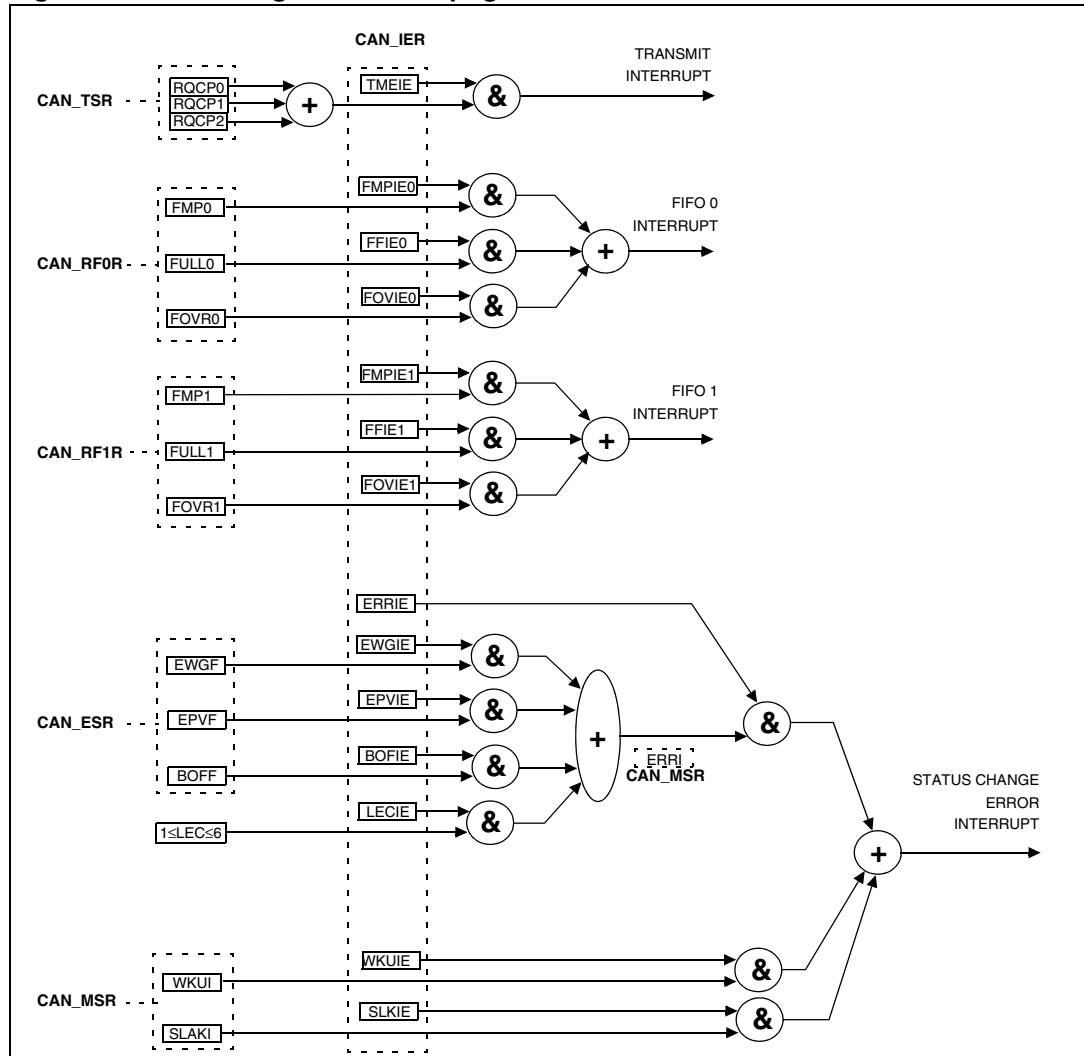 CAN_IER
TRANSMIT
INTERRUPT
CAN_TSR
RQCP0
RQCP1
RQCP2
+
TMEIE
&
FMPIE0
&
FMP0
FIFO 0
INTERRUPT
FFIE0
&
+
CAN_RF0R
FULL0
FOVIE0
&
FOVR0
FMPIE1
&
FMP1
FIFO 1
INTERRUPT
FFIE1
&
+
CAN_RF1R
FULL1
FOVIE1
&
FOVR1
ERRIE
EWGIE
&
EWGF
EPVIE
&
CAN_ESR
EPVF
+
&
ERRI
CAN_MSR
BOFIE
&
BOFF
LECIE
&
1≤LEC≤6
STATUS CHANGE
ERROR
INTERRUPT
+
WKUIE
&
WKUI
CAN_MSR
SLKIE
&
SLAKI